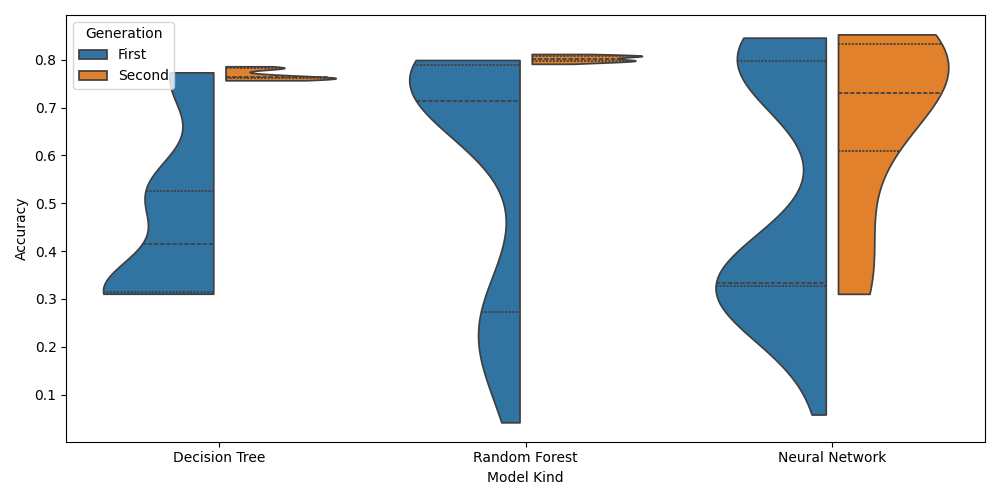 Generation
First
Second
0.8
0.7
0.6
0.5
0.4
0.3
0.2
0.1
Accuracy
Decision Tree
Random Forest
Neural Network
Model Kind